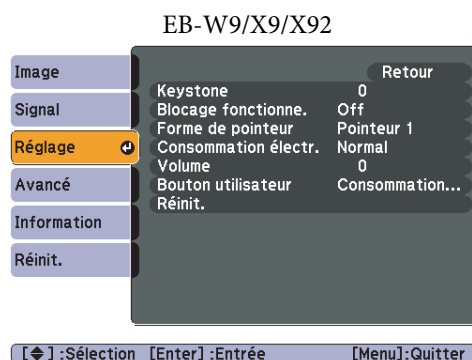 EB-W9/X9/X92
Image
Signal
Réglage
Avancé
Information
Réinit.
Retour
Keystone 0
Blocage fonctionne. Off
Forme de pointeur Pointeur 1
Consommation électr. Normal
Volume 0
Bouton utilisateur Consommation...
Réinit.
[◆] :Sélection [Enter] :Entrée [Menu]:Quitter